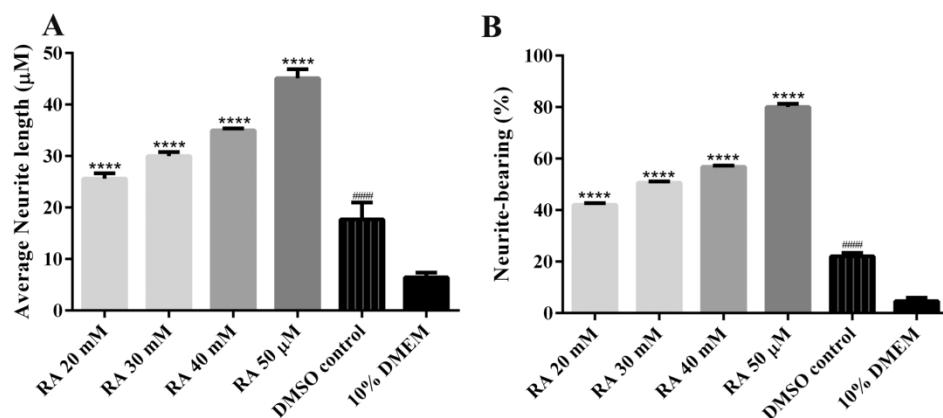 A
Average Neurite length (μM)
50
40
30
20
10
0
****
****
****
****
####
RA 20 mM
RA 30 mM
RA 40 mM
RA 50 μM
DMSO control
10% DMEM
B
Neurite-bearing (%)
100
80
60
40
20
0
****
****
****
****
####
RA 20 mM
RA 30 mM
RA 40 mM
RA 50 μM
DMSO control
10% DMEM